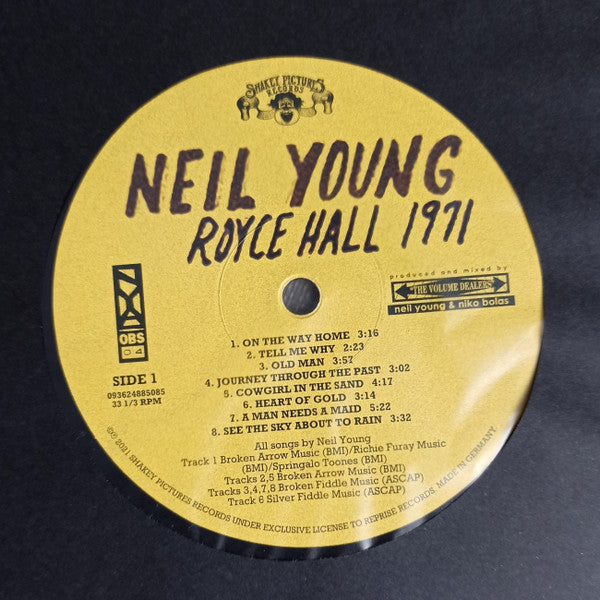 SHAKEY PICTURES
RECORDS
NEIL YOUNG
ROYCE HALL 1971
produced and mixed by
THE VOLUME DEALERS
neil young & niko bolas
NYA
OBS
04
SIDE 1
093624885085
33 1/3 RPM
1. ON THE WAY HOME 3:16
2. TELL ME WHY 2:23
3. OLD MAN 3:57
4. JOURNEY THROUGH THE PAST 3:02
5. COWGIRL IN THE SAND 4:17
6. HEART OF GOLD 3:14
7. A MAN NEEDS A MAID 5:22
8. SEE THE SKY ABOUT TO RAIN 3:32
All songs by Neil Young
Track 1 Broken Arrow Music (BMI)/Richie Furay Music
(BMI)/Springalo Toones (BMI)
Tracks 2,5 Broken Arrow Music (BMI)
Tracks 3,4,7,8 Broken Fiddle Music (ASCAP)
Track 6 Silver Fiddle Music (ASCAP)
℗© 2021 SHAKEY PICTURES RECORDS UNDER EXCLUSIVE LICENSE TO REPRISE RECORDS. MADE IN GERMANY.